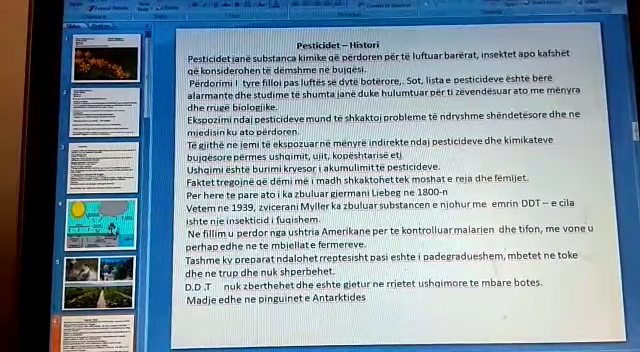 Format Painter
Slides
Outline
Pesticidet – Histori
Pesticidet janë substanca kimike që përdoren për të luftuar barërat, insektet apo kafshët
që konsiderohen të dëmshme në bujqësi.
Përdorimi I tyre filloi pas luftës së dytë botërore,. Sot, lista e pesticideve është bërë
alarmante dhe studime të shumta janë duke hulumtuar për ti zëvendësuar ato me mënyra
dhe rrugë biologjike.
Ekspozimi ndaj pesticideve mund të shkaktoj probleme të ndryshme shëndetësore dhe ne
mjedisin ku ato përdoren.
Të gjithë ne jemi të ekspozuar në mënyrë indirekte ndaj pesticideve dhe kimikateve
bujqësore përmes ushqimit, ujit, kopështarisë etj
Ushqimi është burimi kryesor i akumulimit të pesticideve.
Faktet tregojnë që dëmi më i madh shkaktohet tek moshat e reja dhe femijet.
Per here te pare ato i ka zbuluar gjermani Liebeg ne 1800-n
Vetem ne 1939, zvicerani Myller ka zbuluar substancen e njohur me emrin DDT – e cila
ishte nje insekticid i fuqishem.
Ne fillim u perdor nga ushtria Amerikane per te kontrolluar malarien dhe tifon, me vone u
perhap edhe ne te mbjellat e fermereve.
Tashme ky preparat ndalohet rreptesisht pasi eshte i padegradueshem, mbetet ne toke
dhe ne trup dhe nuk shperbehet.
D.D .T nuk zberthehet dhe eshte gjetur ne rrjetet ushqimore te mbare botes.
Madje edhe ne pinguinet e Antarktides